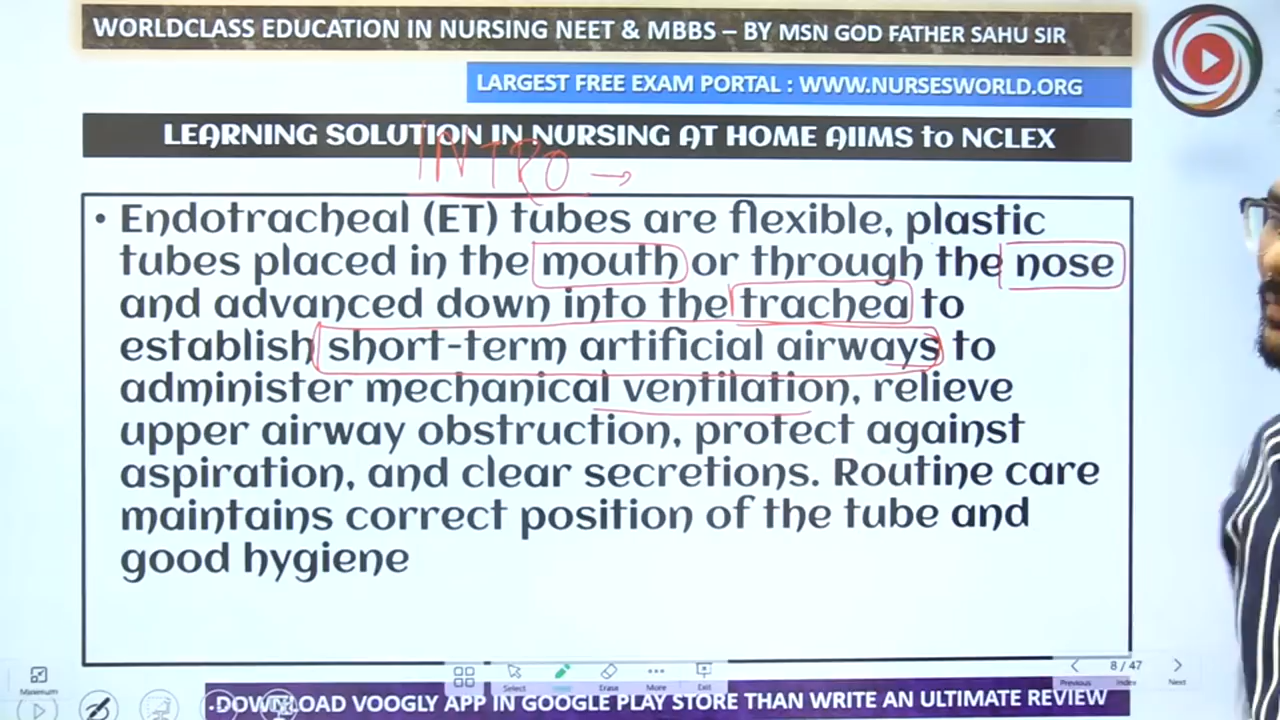 WORLDCLASS EDUCATION IN NURSING NEET & MBBS – BY MSN GOD FATHER SAHU SIR
LARGEST FREE EXAM PORTAL : WWW.NURSESWORLD.ORG
LEARNING SOLUTION IN NURSING AT HOME AIIMS to NCLEX
INTRO →
• Endotracheal (ET) tubes are flexible, plastic
tubes placed in the mouth or through the nose
and advanced down into the trachea to
establish short-term artificial airways to
administer mechanical ventilation, relieve
upper airway obstruction, protect against
aspiration, and clear secretions. Routine care
maintains correct position of the tube and
good hygiene
Maximum
Select
Erase
More
Exit
8 / 47
Previous
Index
Next
DOWNLOAD VOOGLY APP IN GOOGLE PLAY STORE THAN WRITE AN ULTIMATE REVIEW